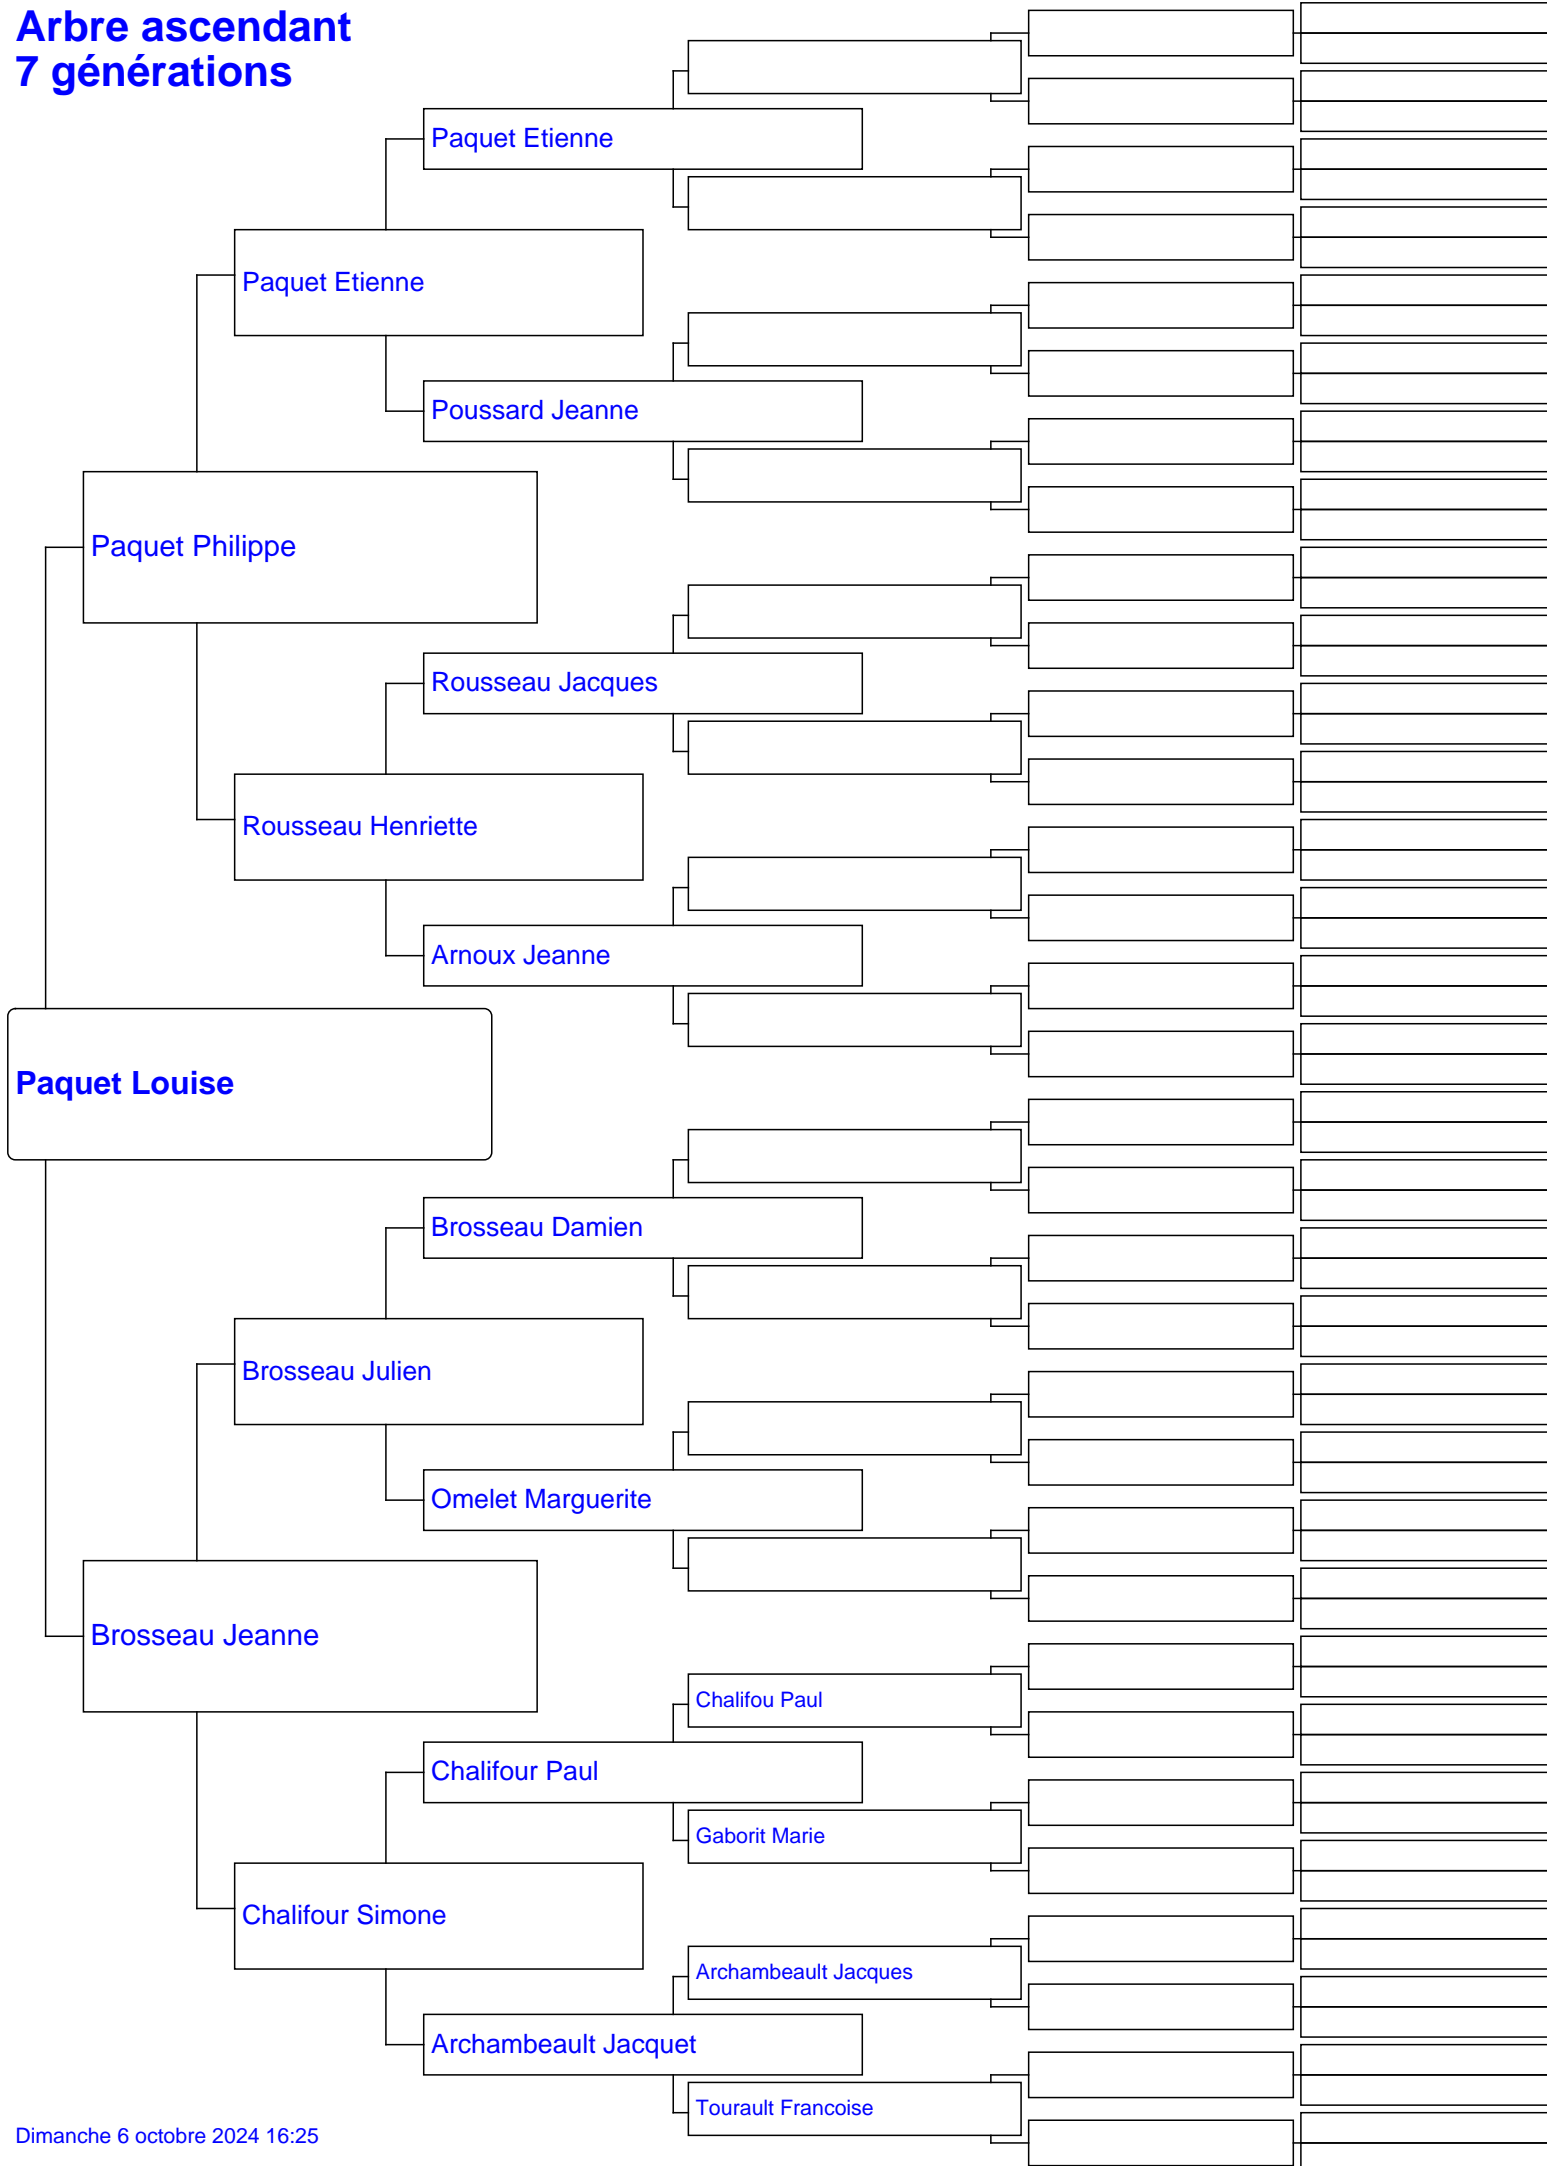 Arbre ascendant
7 générations
Paquet Etienne
Paquet Etienne
Poussard Jeanne
Paquet Philippe
Rousseau Jacques
Rousseau Henriette
Arnoux Jeanne
Paquet Louise
Brosseau Damien
Brosseau Julien
Omelet Marguerite
Brosseau Jeanne
Chalifou Paul
Chalifour Paul
Gaborit Marie
Chalifour Simone
Archambeault Jacques
Archambeault Jacquet
Tourault Francoise
Dimanche 6 octobre 2024 16:25